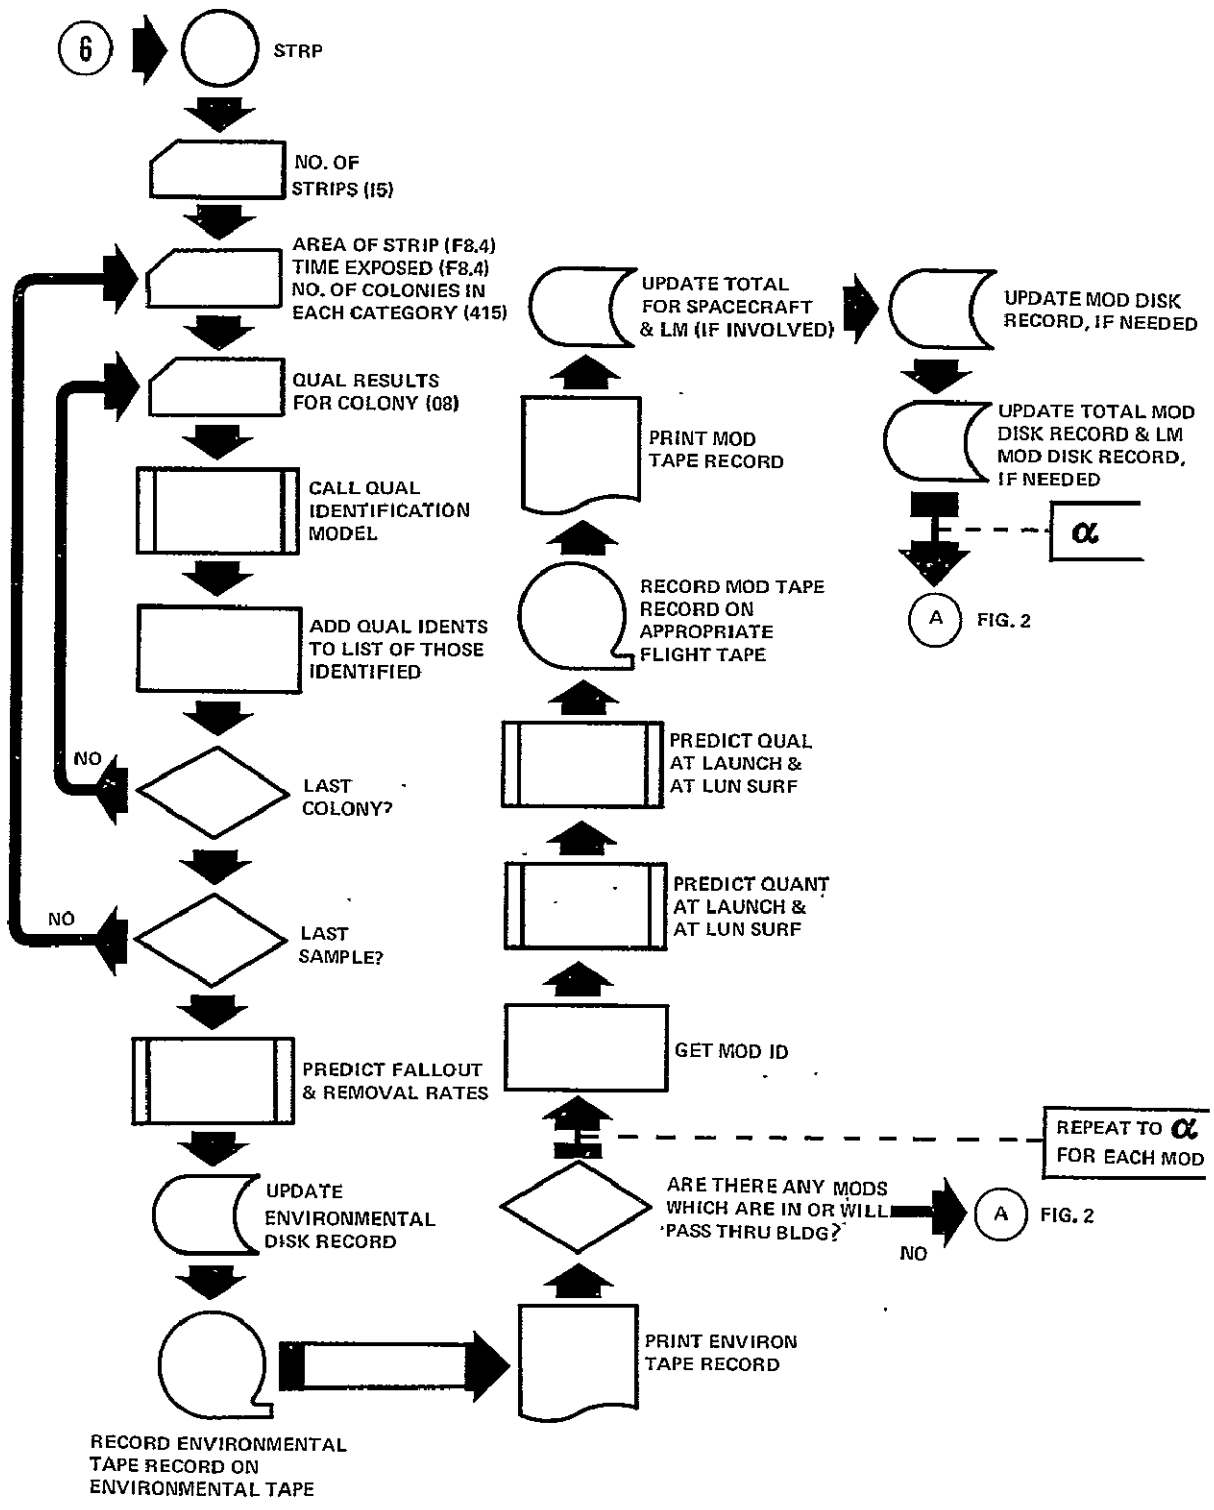 6
STRP
NO. OF
STRIPS (I5)
AREA OF STRIP (F8.4)
TIME EXPOSED (F8.4)
NO. OF COLONIES IN
EACH CATEGORY (415)
QUAL RESULTS
FOR COLONY (08)
CALL QUAL
IDENTIFICATION
MODEL
ADD QUAL IDENTS
TO LIST OF THOSE
IDENTIFIED
NO
LAST
COLONY?
NO
LAST
SAMPLE?
PREDICT FALLOUT
& REMOVAL RATES
UPDATE
ENVIRONMENTAL
DISK RECORD
RECORD ENVIRONMENTAL
TAPE RECORD ON
ENVIRONMENTAL TAPE
PRINT ENVIRON
TAPE RECORD
ARE THERE ANY MODS
WHICH ARE IN OR WILL
PASS THRU BLDG?
NO
A
FIG. 2
REPEAT TO α
FOR EACH MOD
GET MOD ID
PREDICT QUANT
AT LAUNCH &
AT LUN SURF
PREDICT QUAL
AT LAUNCH &
AT LUN SURF
RECORD MOD TAPE
RECORD ON
APPROPRIATE
FLIGHT TAPE
PRINT MOD
TAPE RECORD
UPDATE TOTAL
FOR SPACECRAFT
& LM (IF INVOLVED)
UPDATE MOD DISK
RECORD, IF NEEDED
UPDATE TOTAL MOD
DISK RECORD & LM
MOD DISK RECORD,
IF NEEDED
α
A
FIG. 2